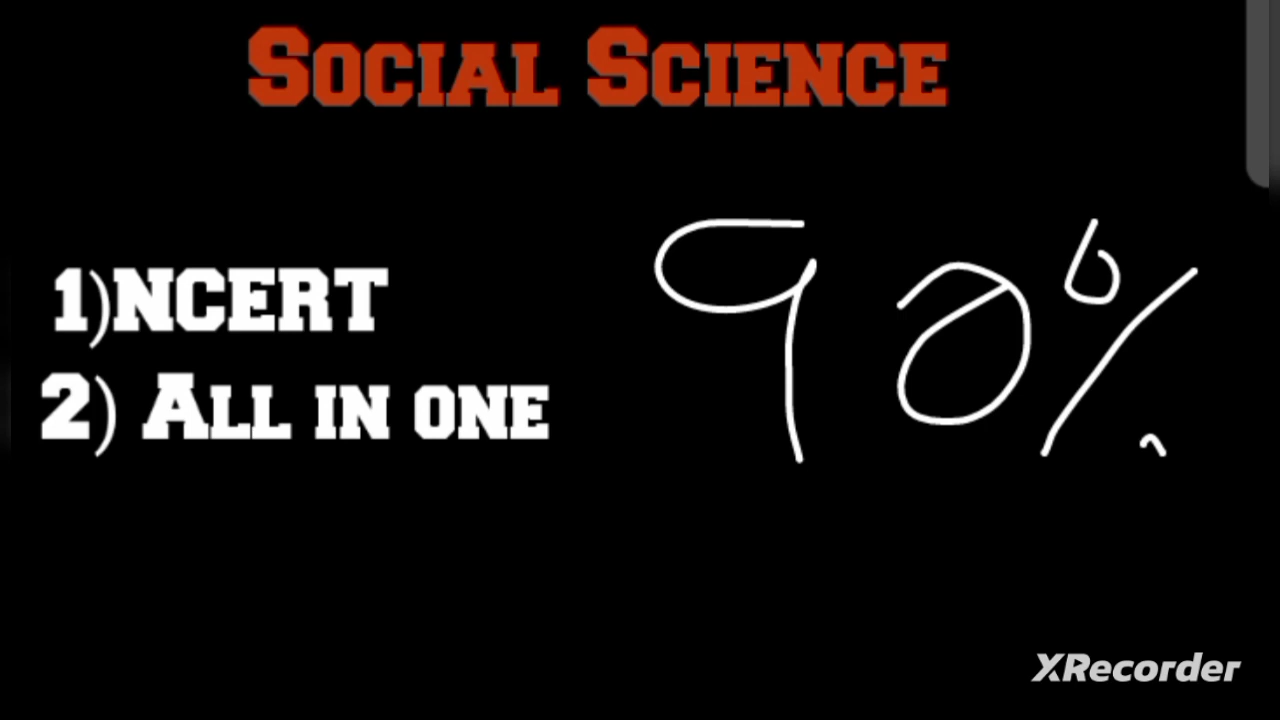 SOCIAL SCIENCE
1)NCERT
90%
2) ALL IN ONE
XRecorder